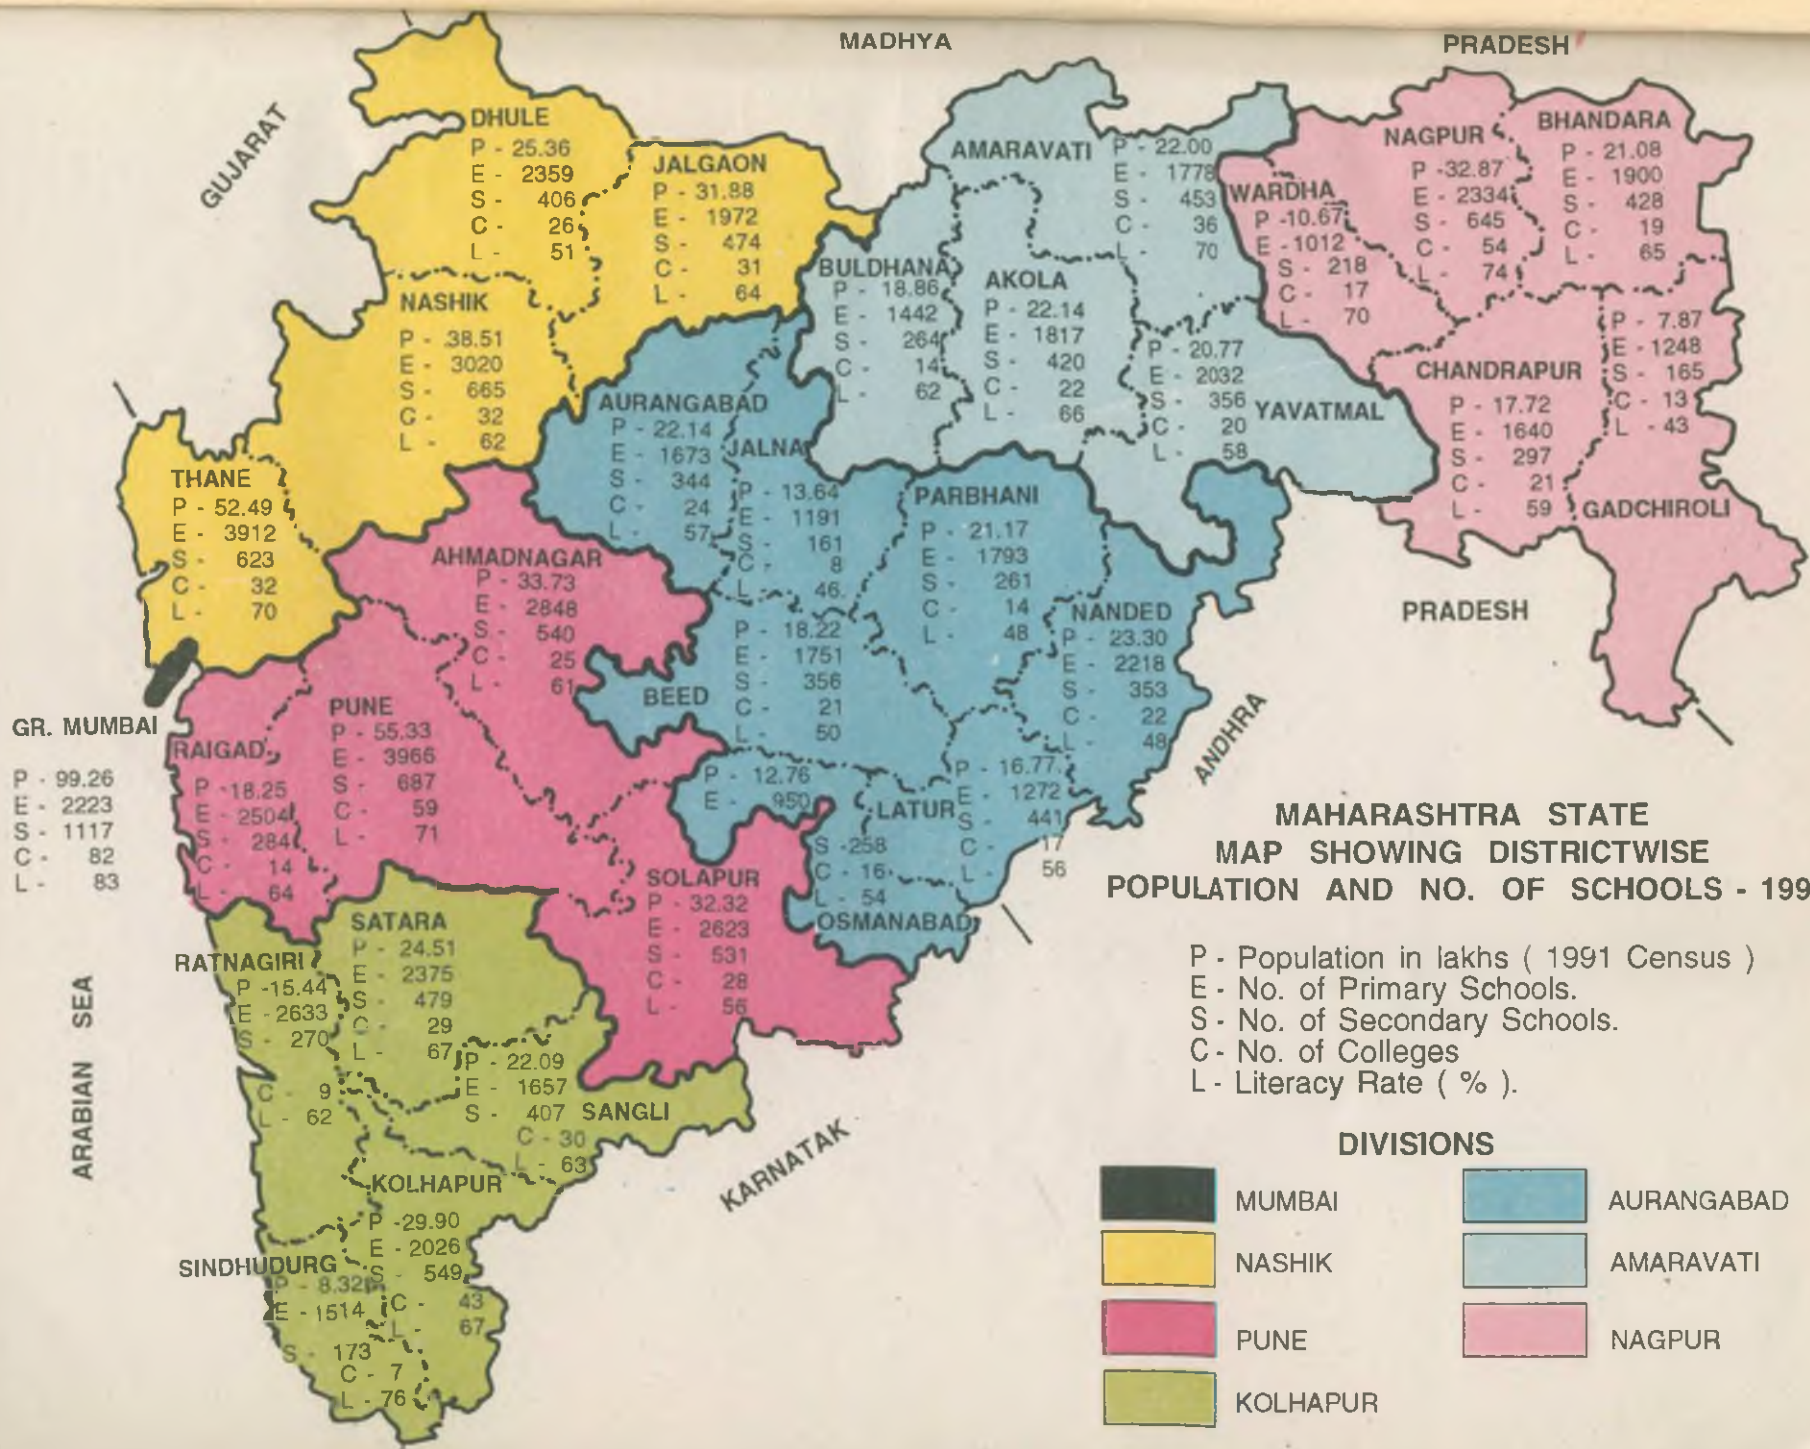 MADHYA
PRADESH
GUJARAT
DHULE
P - 25.36
E - 2359
S - 406
C - 26
L - 51
JALGAON
P - 31.88
E - 1972
S - 474
C - 31
L - 64
NASHIK
P - 38.51
E - 3020
S - 665
C - 32
L - 62
THANE
P - 52.49
E - 3912
S - 623
C - 32
L - 70
AMARAVATI
P - 22.00
E - 1778
S - 453
C - 36
L - 70
BULDHANA
P - 18.86
E - 1442
S - 264
C - 14
L - 62
AKOLA
P - 22.14
E - 1817
S - 420
C - 22
L - 66
P - 20.77
E - 2032
S - 356
C - 20
L - 58
YAVATMAL
WARDHA
P -10.67
E -1012
S - 218
C - 17
L - 70
NAGPUR
P -32.87
E - 2334
S - 645
C - 54
L - 74
BHANDARA
P - 21.08
E - 1900
S - 428
C - 19
L - 65
CHANDRAPUR
P - 17.72
E - 1640
S - 297
C - 21
L - 59
P - 7.87
E -1248
S - 165
C - 13
L - 43
GADCHIROLI
AURANGABAD
P - 22.14
E - 1673
S - 344
C - 24
L - 57
JALNA
P - 13.64
E - 1191
S - 161
C - 8
L - 46.
PARBHANI
P - 21.17
E - 1793
S - 261
C - 14
L - 48
NANDED
P - 23.30
E - 2218
S - 353
C - 22
L - 48
BEED
P - 18.22
E - 1751
S - 356
C - 21
L - 50
AHMADNAGAR
P - 33.73
E - 2848
S - 540
C - 25
L - 61
PUNE
P - 55.33
E - 3966
S - 687
C - 59
L - 71
GR. MUMBAI
P - 99.26
E - 2223
S - 1117
C - 82
L - 83
RAIGAD
P -18.25
E - 2504
S - 284
C - 14
L - 64
P - 12.76
E - 950
S -258
C - 16
L - 54
OSMANABAD
LATUR
P - 16.77
E - 1272
S - 441
C - 17
L - 56
SOLAPUR
P - 32.32
E - 2623
S - 531
C - 28
L - 56
SATARA
P - 24.51
E - 2375
S - 479
C - 29
L - 67
RATNAGIRI
P -15.44
E - 2633
S - 270
C - 9
L - 62
P - 22.09
E - 1657
S - 407
SANGLI
C - 30
L - 63
KOLHAPUR
P -29.90
E - 2026
S - 549
C - 43
L - 67
SINDHUDURG
P - 8.32
E - 1514
S - 173
C - 7
L - 76
ARABIAN SEA
KARNATAK
ANDHRA
PRADESH
MAHARASHTRA STATE
MAP SHOWING DISTRICTWISE
POPULATION AND NO. OF SCHOOLS - 199
P - Population in lakhs ( 1991 Census )
E - No. of Primary Schools.
S - No. of Secondary Schools.
C - No. of Colleges
L - Literacy Rate ( % ).
DIVISIONS
MUMBAI
NASHIK
PUNE
KOLHAPUR
AURANGABAD
AMARAVATI
NAGPUR